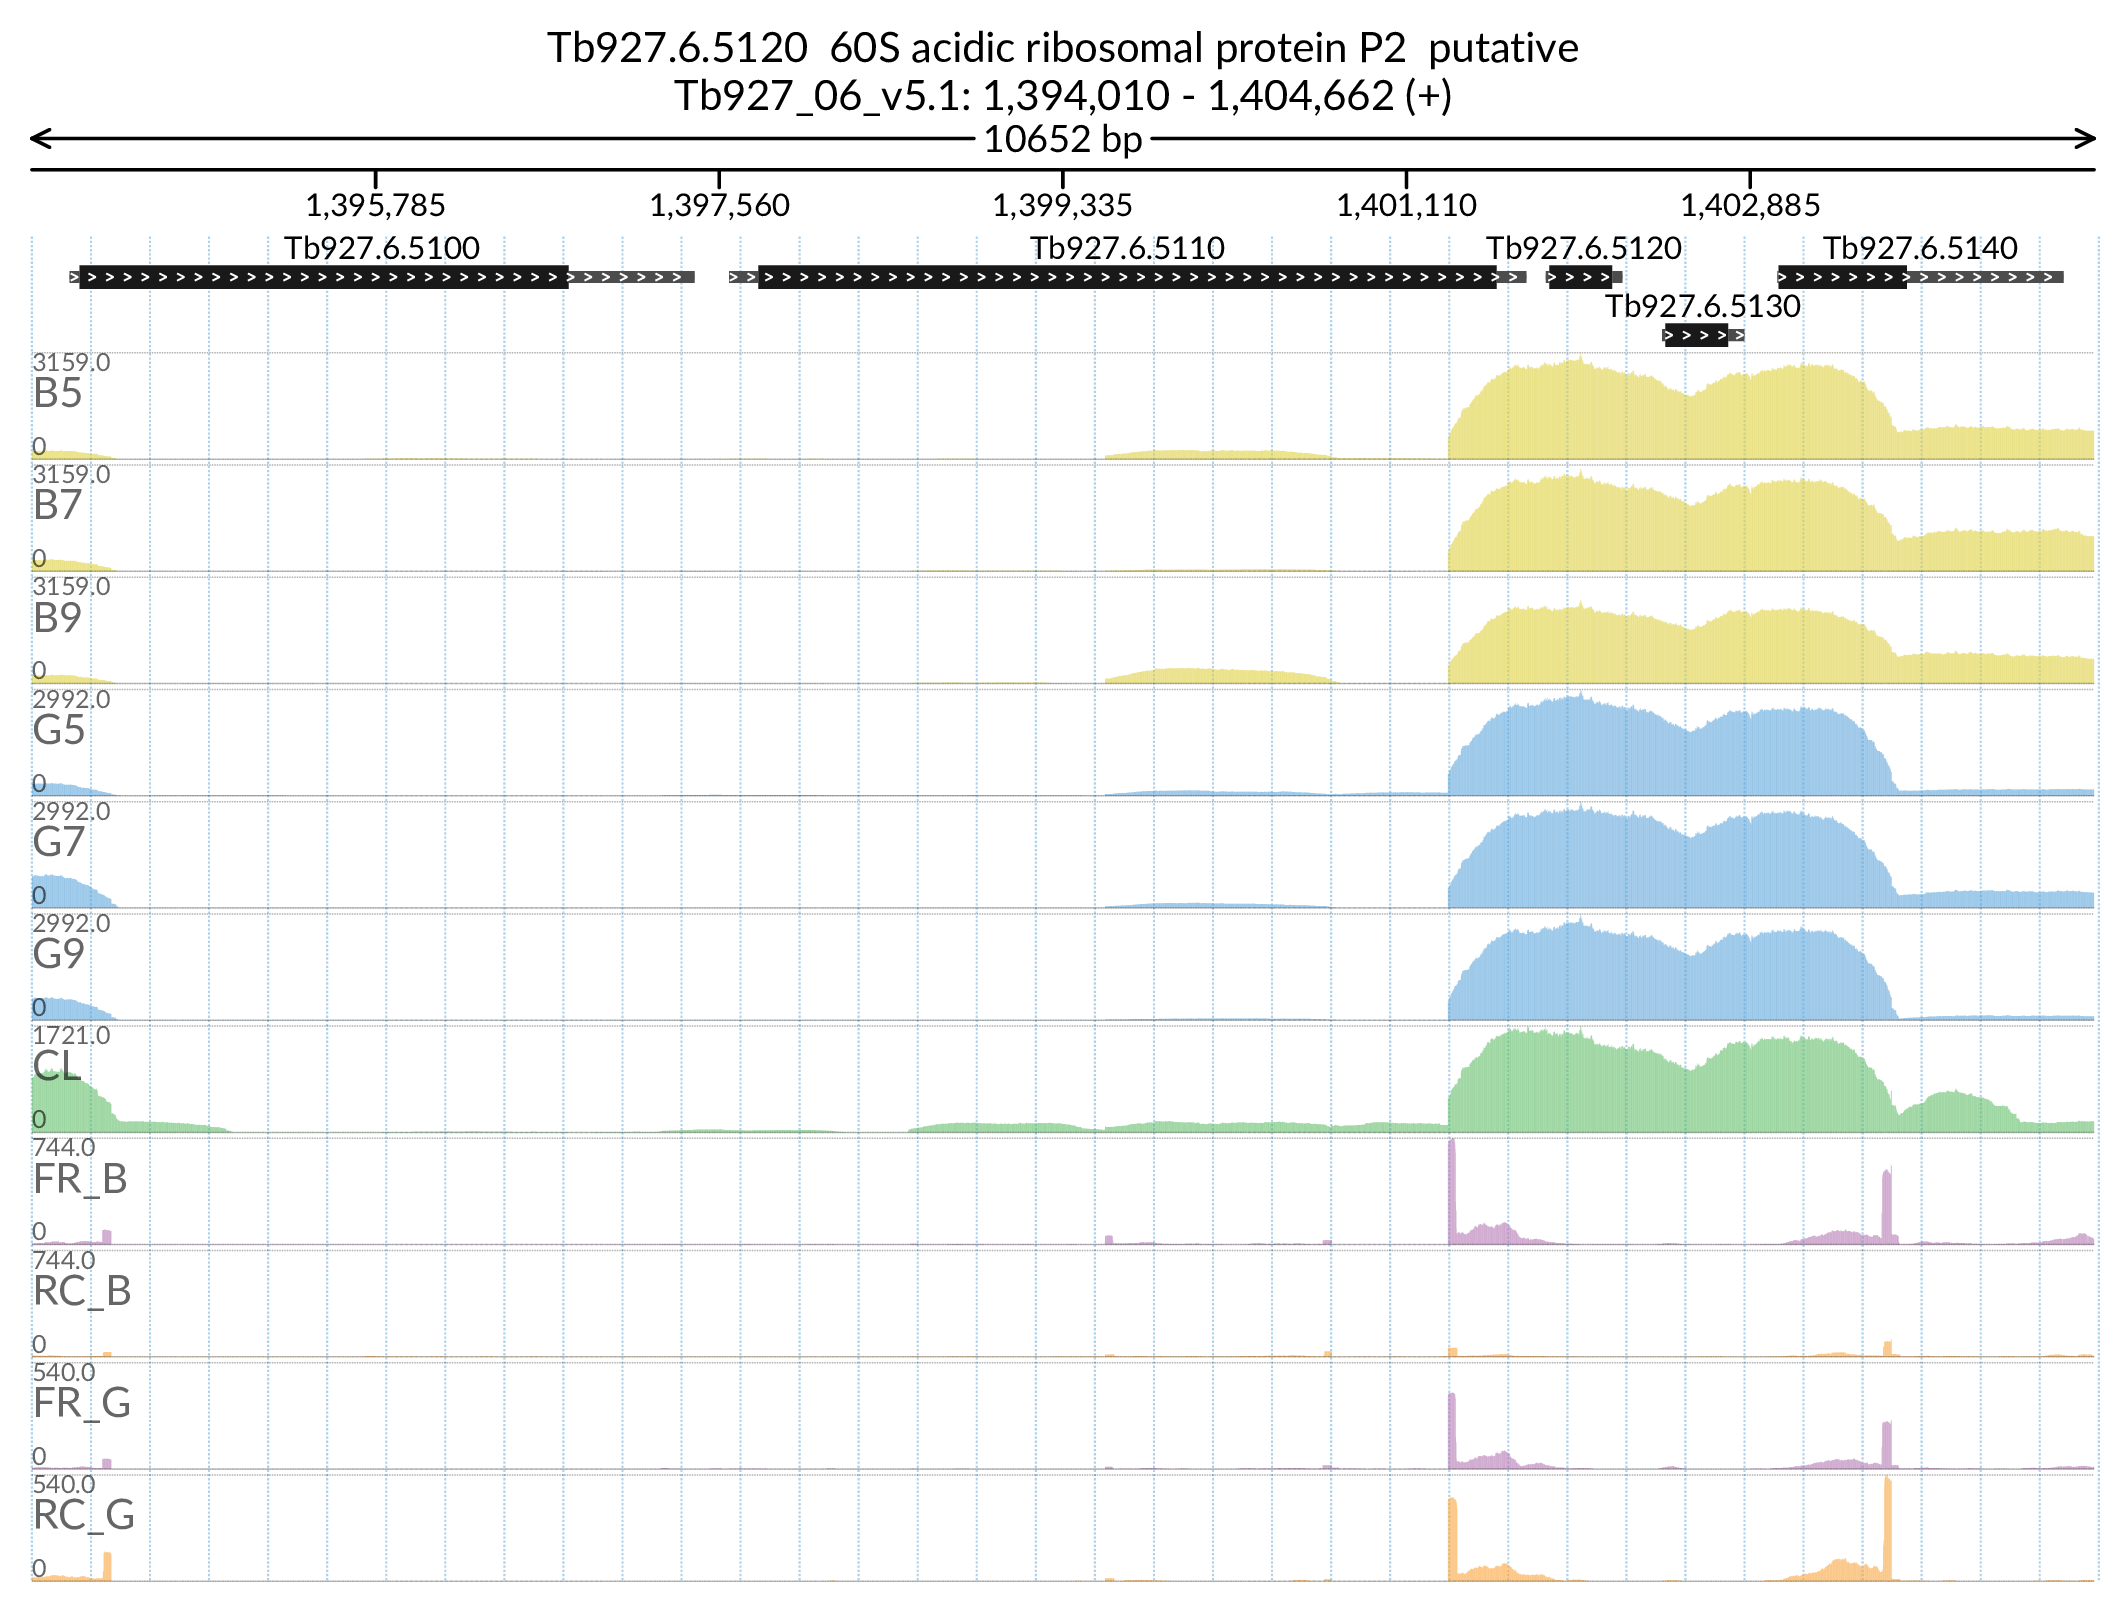 Tb927.6.5120  60S acidic ribosomal protein P2  putative
Tb927_06_v5.1: 1,394,010 - 1,404,662 (+)
10652 bp
1,395,785 1,397,560 1,399,335 1,401,110 1,402,885
Tb927.6.5100 Tb927.6.5110 Tb927.6.5120 Tb927.6.5140
Tb927.6.5130
3159.0
B5
0
3159.0
B7
0
3159.0
B9
0
2992.0
G5
0
2992.0
G7
0
2992.0
G9
0
1721.0
CL
0
744.0
FR_B
0
744.0
RC_B
0
540.0
FR_G
0
540.0
RC_G
0